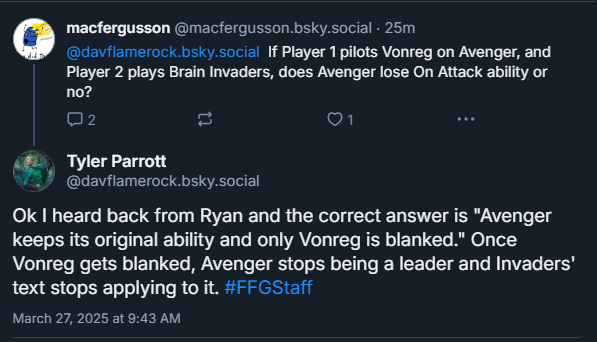 macfergusson @macfergusson.bsky.social · 25m
@davflamerock.bsky.social If Player 1 pilots Vonreg on Avenger, and
Player 2 plays Brain Invaders, does Avenger lose On Attack ability or
no?
2
1
Tyler Parrott
@davflamerock.bsky.social
Ok I heard back from Ryan and the correct answer is "Avenger
keeps its original ability and only Vonreg is blanked." Once
Vonreg gets blanked, Avenger stops being a leader and Invaders'
text stops applying to it. #FFGStaff
March 27, 2025 at 9:43 AM